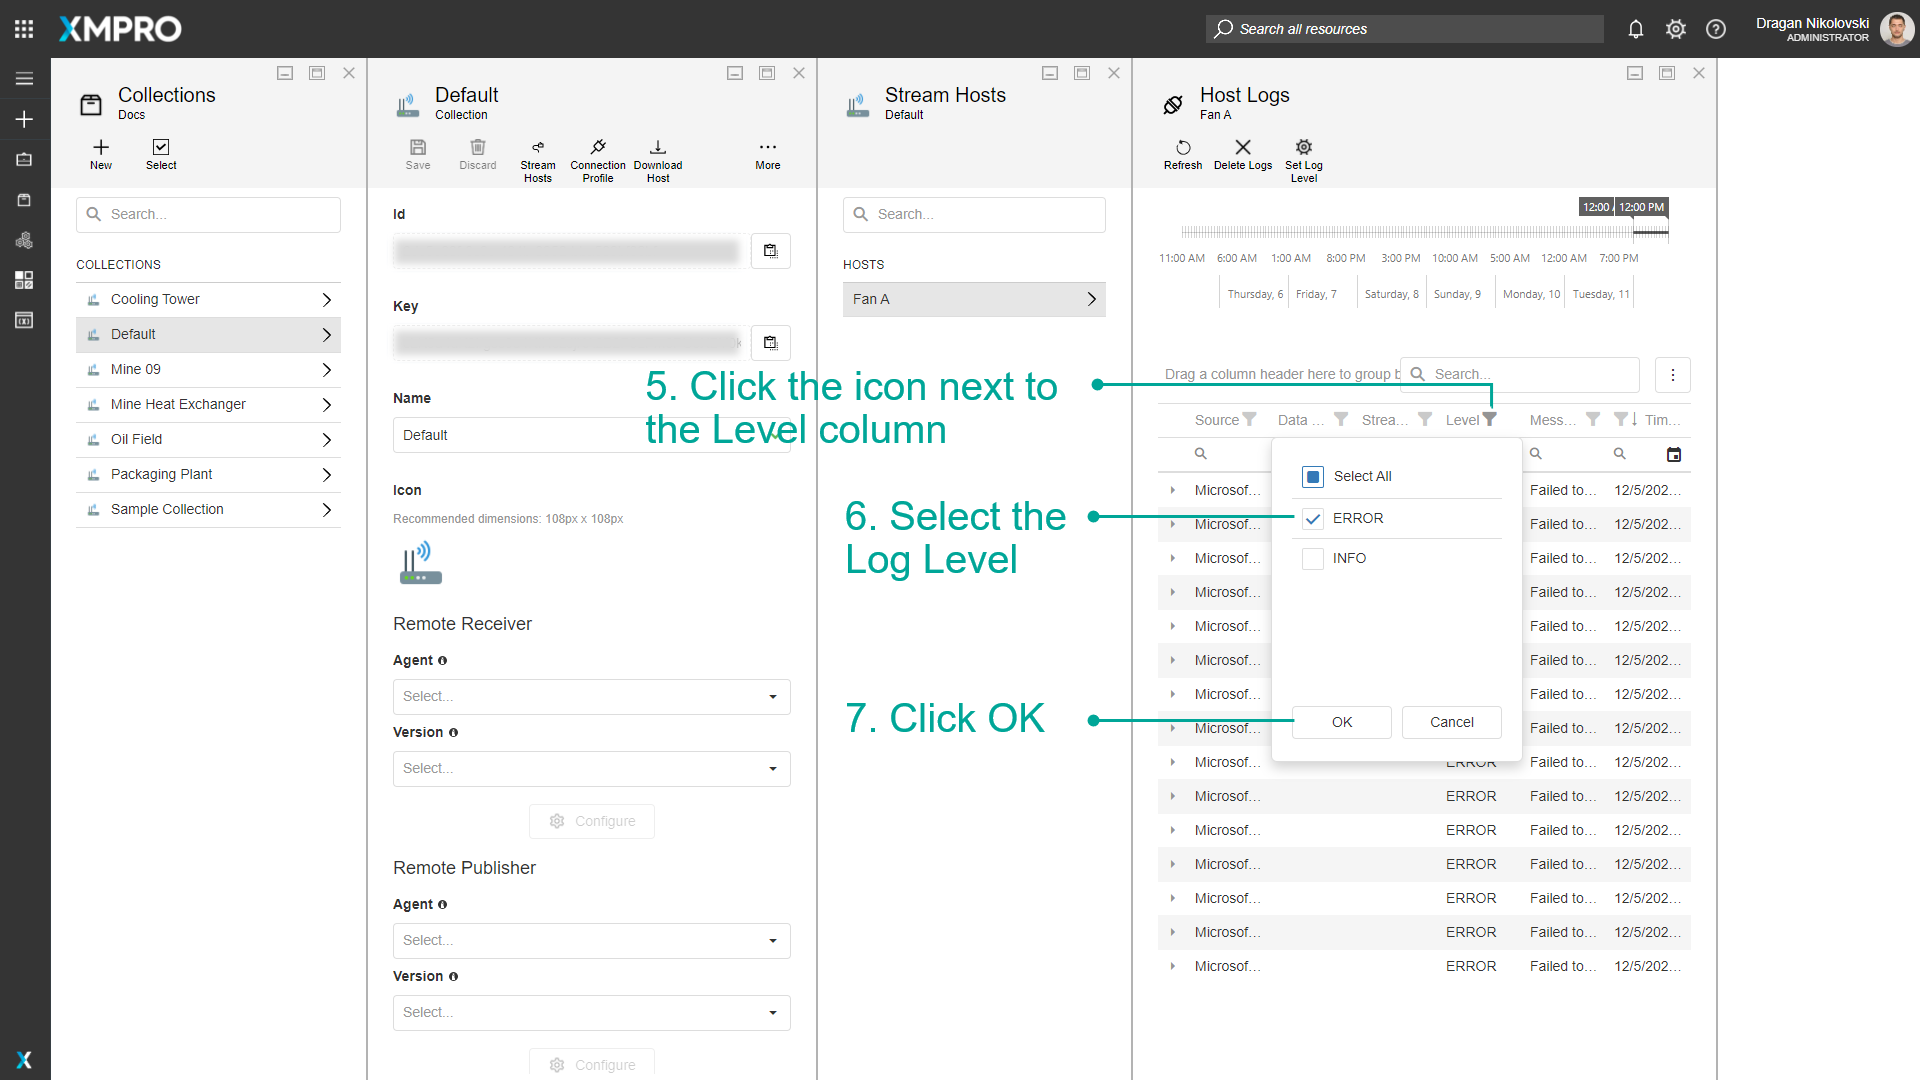 XMPRO
Search all resources
Dragan Nikolovski
ADMINISTRATOR
Collections
Docs
New
Select
Search...
COLLECTIONS
Cooling Tower
Default
Mine 09
Mine Heat Exchanger
Oil Field
Packaging Plant
Sample Collection
Default
Collection
Save
Discard
Stream Hosts
Connection Profile
Download Host
More
Id
Key
Name
Default
Icon
Recommended dimensions: 108px x 108px
Remote Receiver
Agent
Select...
Version
Select...
Configure
Remote Publisher
Agent
Select...
Version
Select...
Configure
Stream Hosts
Default
Search...
HOSTS
Fan A
5. Click the icon next to
the Level column
6. Select the
Log Level
7. Click OK
Host Logs
Fan A
Refresh
Delete Logs
Set Log Level
12:00 12:00 PM
11:00 AM 6:00 AM 1:00 AM 8:00 PM 3:00 PM 10:00 AM 5:00 AM 12:00 AM 7:00 PM
Thursday, 6 Friday, 7 Saturday, 8 Sunday, 9 Monday, 10 Tuesday, 11
Drag a column header here to group
Search...
Source Data ... Strea... Level Mess... Tim...
Select All
ERROR
INFO
OK Cancel
Microsof... Failed to... 12/5/202...
Microsof... Failed to... 12/5/202...
Microsof... Failed to... 12/5/202...
Microsof... Failed to... 12/5/202...
Microsof... Failed to... 12/5/202...
Microsof... Failed to... 12/5/202...
Microsof... Failed to... 12/5/202...
Microsof... Failed to... 12/5/202...
Microsof... ERROR Failed to... 12/5/202...
Microsof... ERROR Failed to... 12/5/202...
Microsof... ERROR Failed to... 12/5/202...
Microsof... ERROR Failed to... 12/5/202...
Microsof... ERROR Failed to... 12/5/202...
Microsof... ERROR Failed to... 12/5/202...
Microsof... ERROR Failed to... 12/5/202...